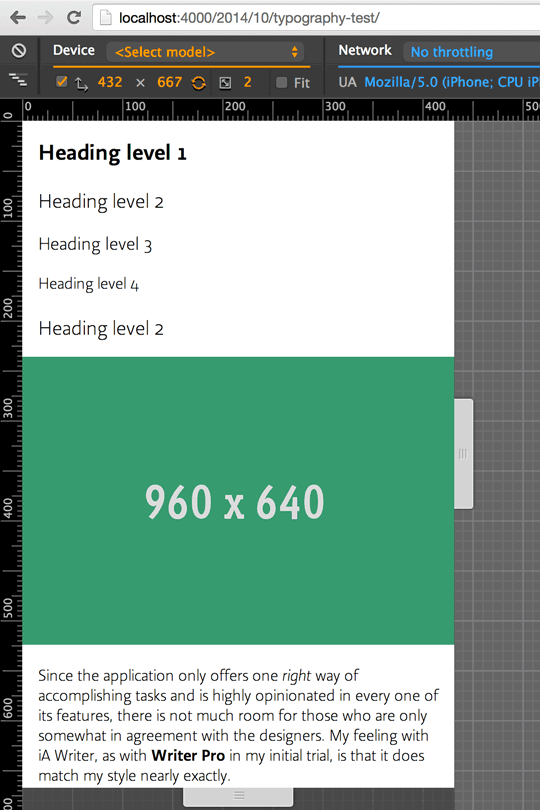 localhost:4000/2014/10/typography-test/
Device <Select model> Network No throttling
432 × 667 2 Fit UA Mozilla/5.0 (iPhone; CPU iP
0 100 200 300 400 500
0
100
200
300
400
500
600
Heading level 1
Heading level 2
Heading level 3
Heading level 4
Heading level 2
960 x 640
Since the application only offers one right way of
accomplishing tasks and is highly opinionated in every one of
its features, there is not much room for those who are only
somewhat in agreement with the designers. My feeling with
iA Writer, as with Writer Pro in my initial trial, is that it does
match my style nearly exactly.